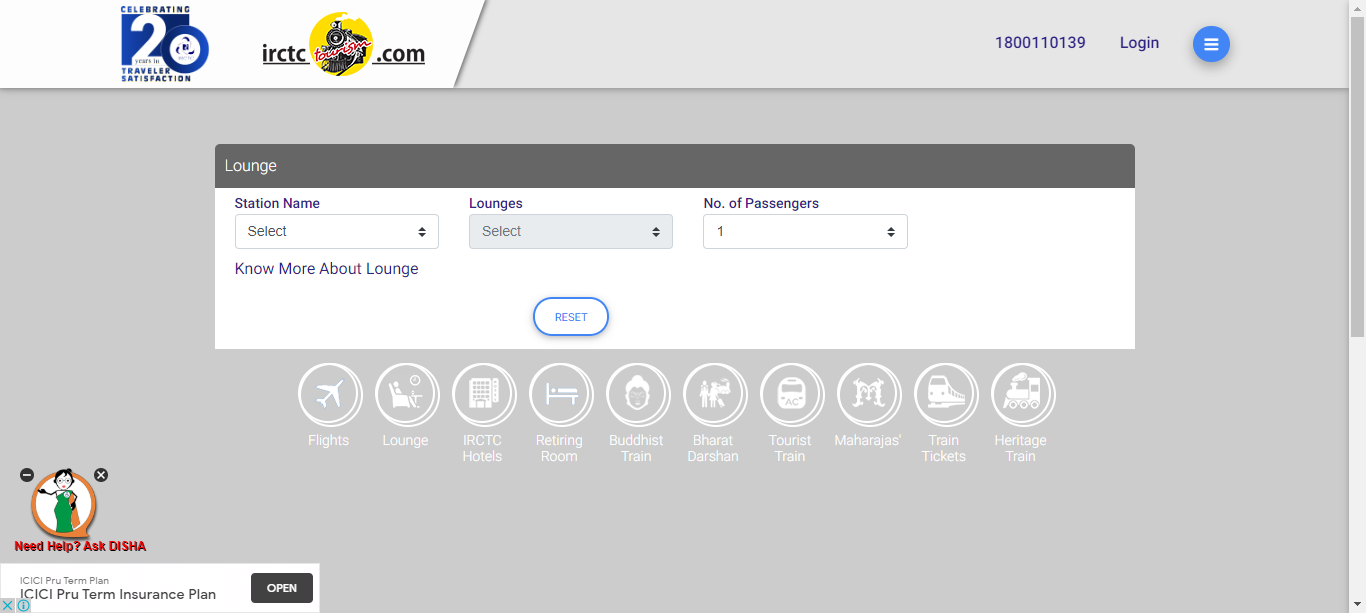 CELEBRATING
20
years in
TRAVELER
SATISFACTION
irctc tourism .com
1800110139
Login
Lounge
Station Name
Lounges
No. of Passengers
Select
Select
1
Know More About Lounge
RESET
AC
Flights
Lounge
IRCTC
Hotels
Retiring
Room
Buddhist
Train
Bharat
Darshan
Tourist
Train
Maharajas'
Train
Tickets
Heritage
Train
Need Help? Ask DISHA
ICICI Pru Term Plan
ICICI Pru Term Insurance Plan
OPEN